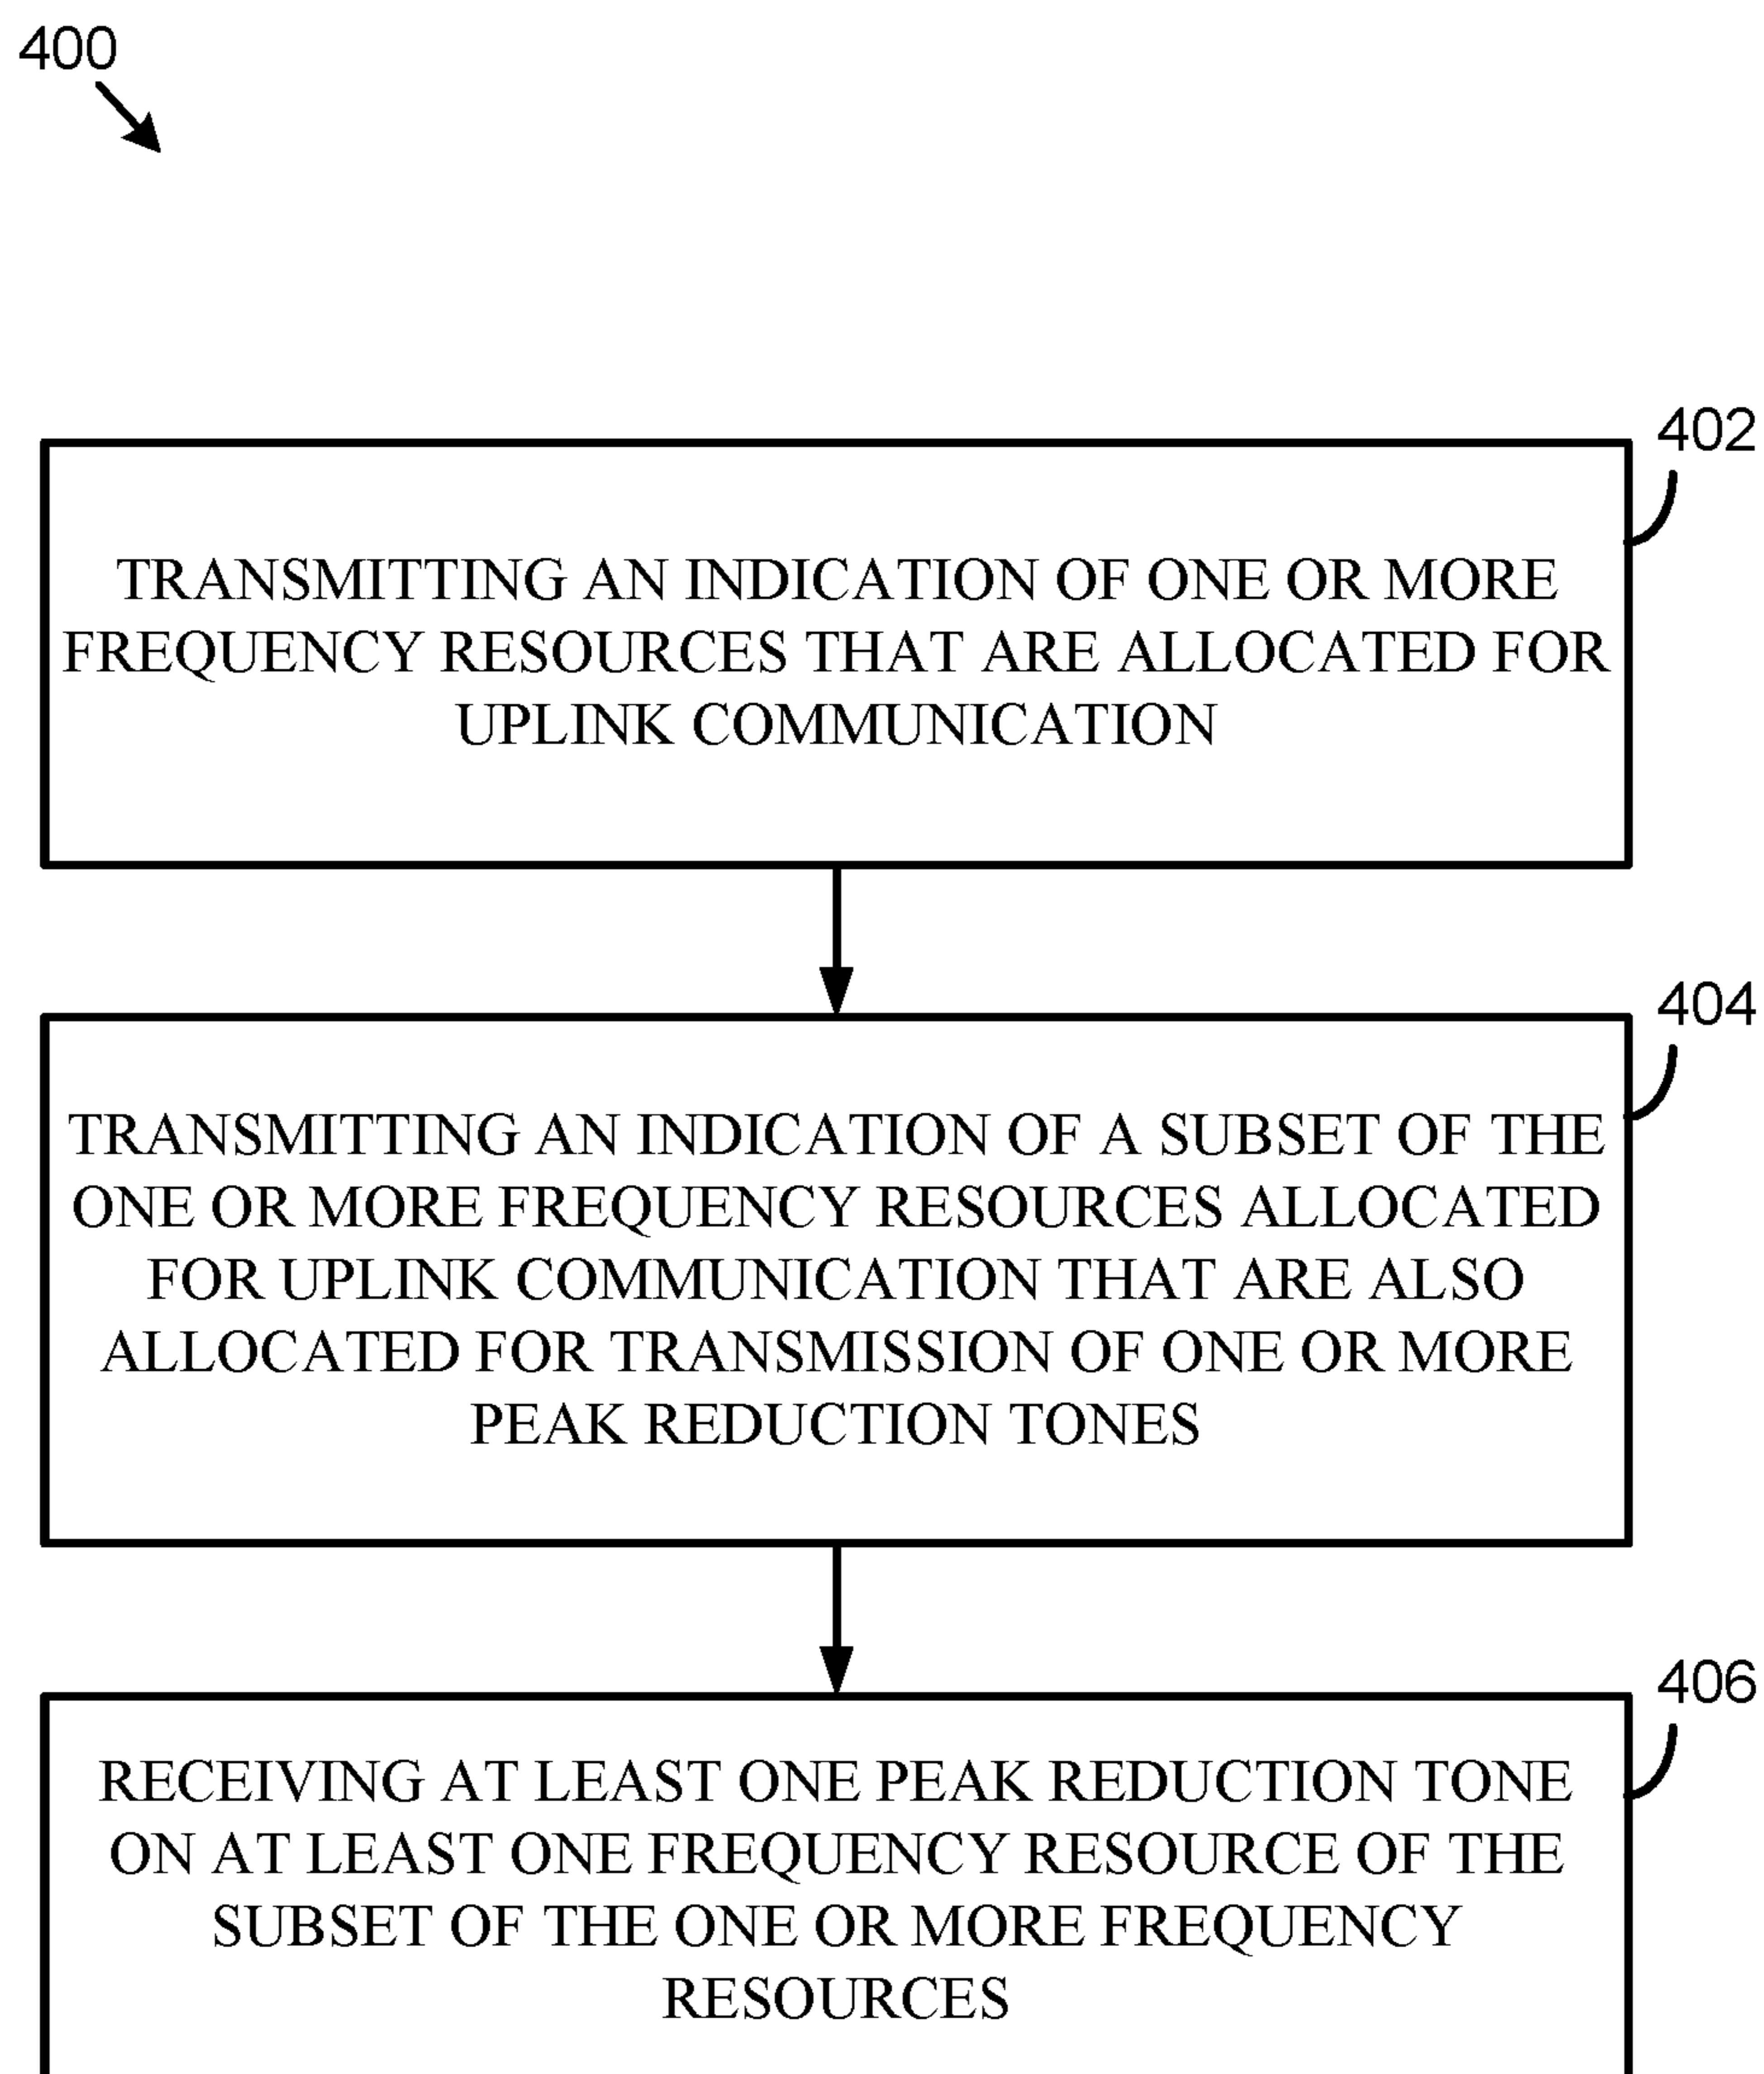 400
402
TRANSMITTING AN INDICATION OF ONE OR MORE
FREQUENCY RESOURCES THAT ARE ALLOCATED FOR
UPLINK COMMUNICATION
404
TRANSMITTING AN INDICATION OF A SUBSET OF THE
ONE OR MORE FREQUENCY RESOURCES ALLOCATED
FOR UPLINK COMMUNICATION THAT ARE ALSO
ALLOCATED FOR TRANSMISSION OF ONE OR MORE
PEAK REDUCTION TONES
406
RECEIVING AT LEAST ONE PEAK REDUCTION TONE
ON AT LEAST ONE FREQUENCY RESOURCE OF THE
SUBSET OF THE ONE OR MORE FREQUENCY
RESOURCES